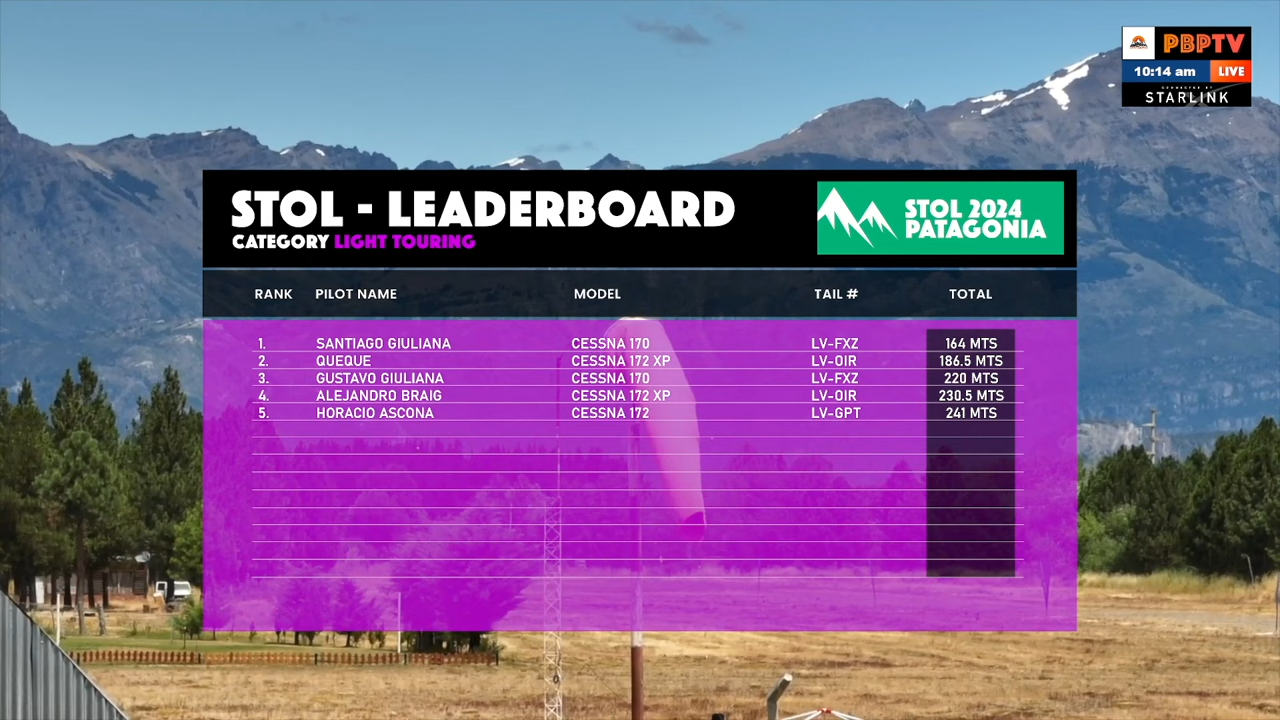 PBPTV
10:14 am LIVE
STARLINK
STOL - LEADERBOARD
CATEGORY LIGHT TOURING
STOL 2024
PATAGONIA
RANK PILOT NAME MODEL TAIL # TOTAL
1. SANTIAGO GIULIANA CESSNA 170 LV-FXZ 164 MTS
2. QUEQUE CESSNA 172 XP LV-OIR 186.5 MTS
3. GUSTAVO GIULIANA CESSNA 170 LV-FXZ 220 MTS
4. ALEJANDRO BRAIG CESSNA 172 XP LV-OIR 230.5 MTS
5. HORACIO ASCONA CESSNA 172 LV-GPT 241 MTS